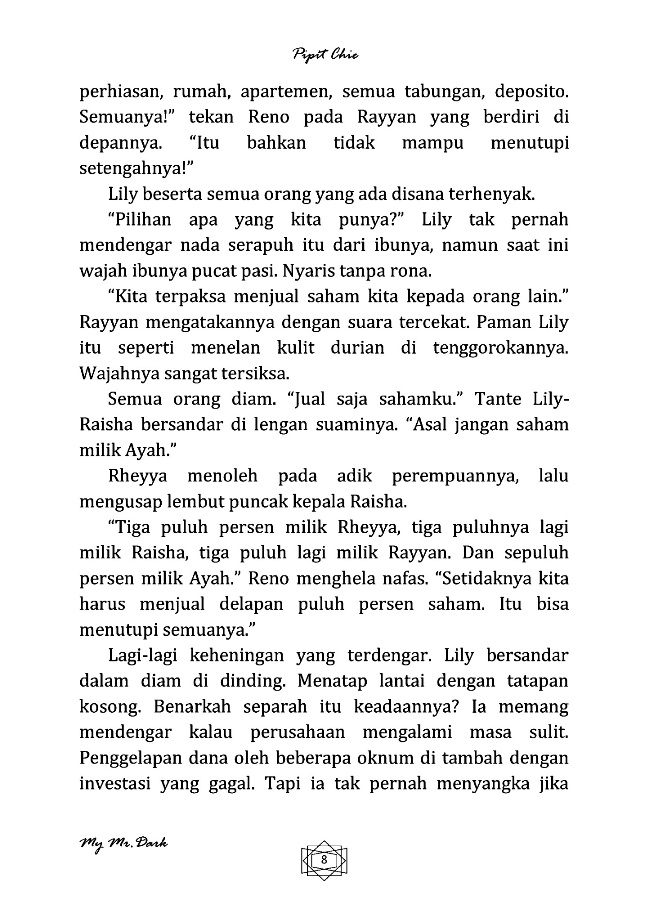 Pipit Chie
perhiasan, rumah, apartemen, semua tabungan, deposito.
Semuanya!” tekan Reno pada Rayyan yang berdiri di
depannya. “Itu bahkan tidak mampu menutupi
setengahnya!”
Lily beserta semua orang yang ada disana terhenyak.
“Pilihan apa yang kita punya?” Lily tak pernah
mendengar nada serapuh itu dari ibunya, namun saat ini
wajah ibunya pucat pasi. Nyaris tanpa rona.
“Kita terpaksa menjual saham kita kepada orang lain.”
Rayyan mengatakannya dengan suara tercekat. Paman Lily
itu seperti menelan kulit durian di tenggorokannya.
Wajahnya sangat tersiksa.
Semua orang diam. “Jual saja sahamku.” Tante Lily-
Raisha bersandar di lengan suaminya. “Asal jangan saham
milik Ayah.”
Rheyya menoleh pada adik perempuannya, lalu
mengusap lembut puncak kepala Raisha.
“Tiga puluh persen milik Rheyya, tiga puluhnya lagi
milik Raisha, tiga puluh lagi milik Rayyan. Dan sepuluh
persen milik Ayah.” Reno menghela nafas. “Setidaknya kita
harus menjual delapan puluh persen saham. Itu bisa
menutupi semuanya.”
Lagi-lagi keheningan yang terdengar. Lily bersandar
dalam diam di dinding. Menatap lantai dengan tatapan
kosong. Benarkah separah itu keadaannya? Ia memang
mendengar kalau perusahaan mengalami masa sulit.
Penggelapan dana oleh beberapa oknum di tambah dengan
investasi yang gagal. Tapi ia tak pernah menyangka jika
My Mr. Dark
8